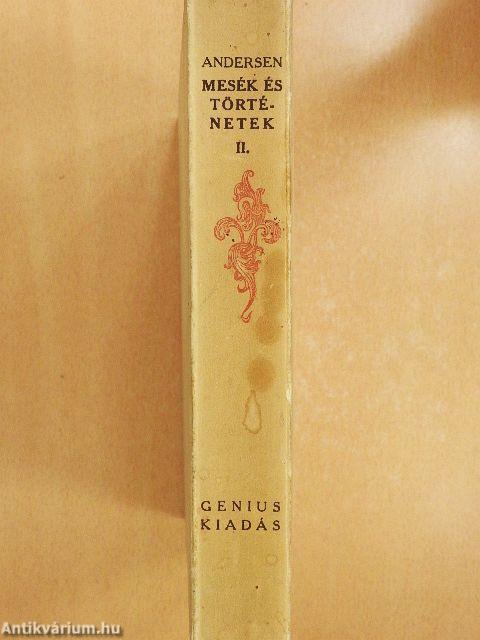 ANDERSEN
MESÉK ÉS
TÖRTÉ-
NETEK
II.
GENIUS
KIADÁS
Antikvárium.hu